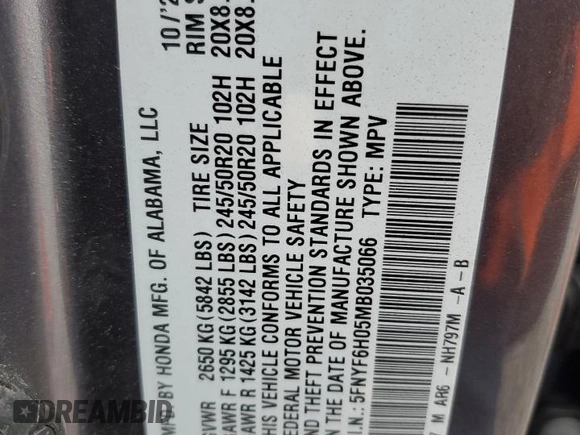 MFD BY HONDA MFG. OF ALABAMA, LLC 10/'2
GVWR 2650 KG(5842 LBS) TIRE SIZE RIM S
GAWR F 1295 KG(2855 LBS) 245/50R20 102H 20X8.
GAWR R 1425 KG(3142 LBS) 245/50R20 102H 20X8.
THIS VEHICLE CONFORMS TO ALL APPLICABLE
FEDERAL MOTOR VEHICLE SAFETY
AND THEFT PREVENTION STANDARDS IN EFFECT
ON THE DATE OF MANUFACTURE SHOWN ABOVE.
V.I.N.: 5FNYF6H05MB035066 TYPE: MPV
M AR6 - NH797M -A-B